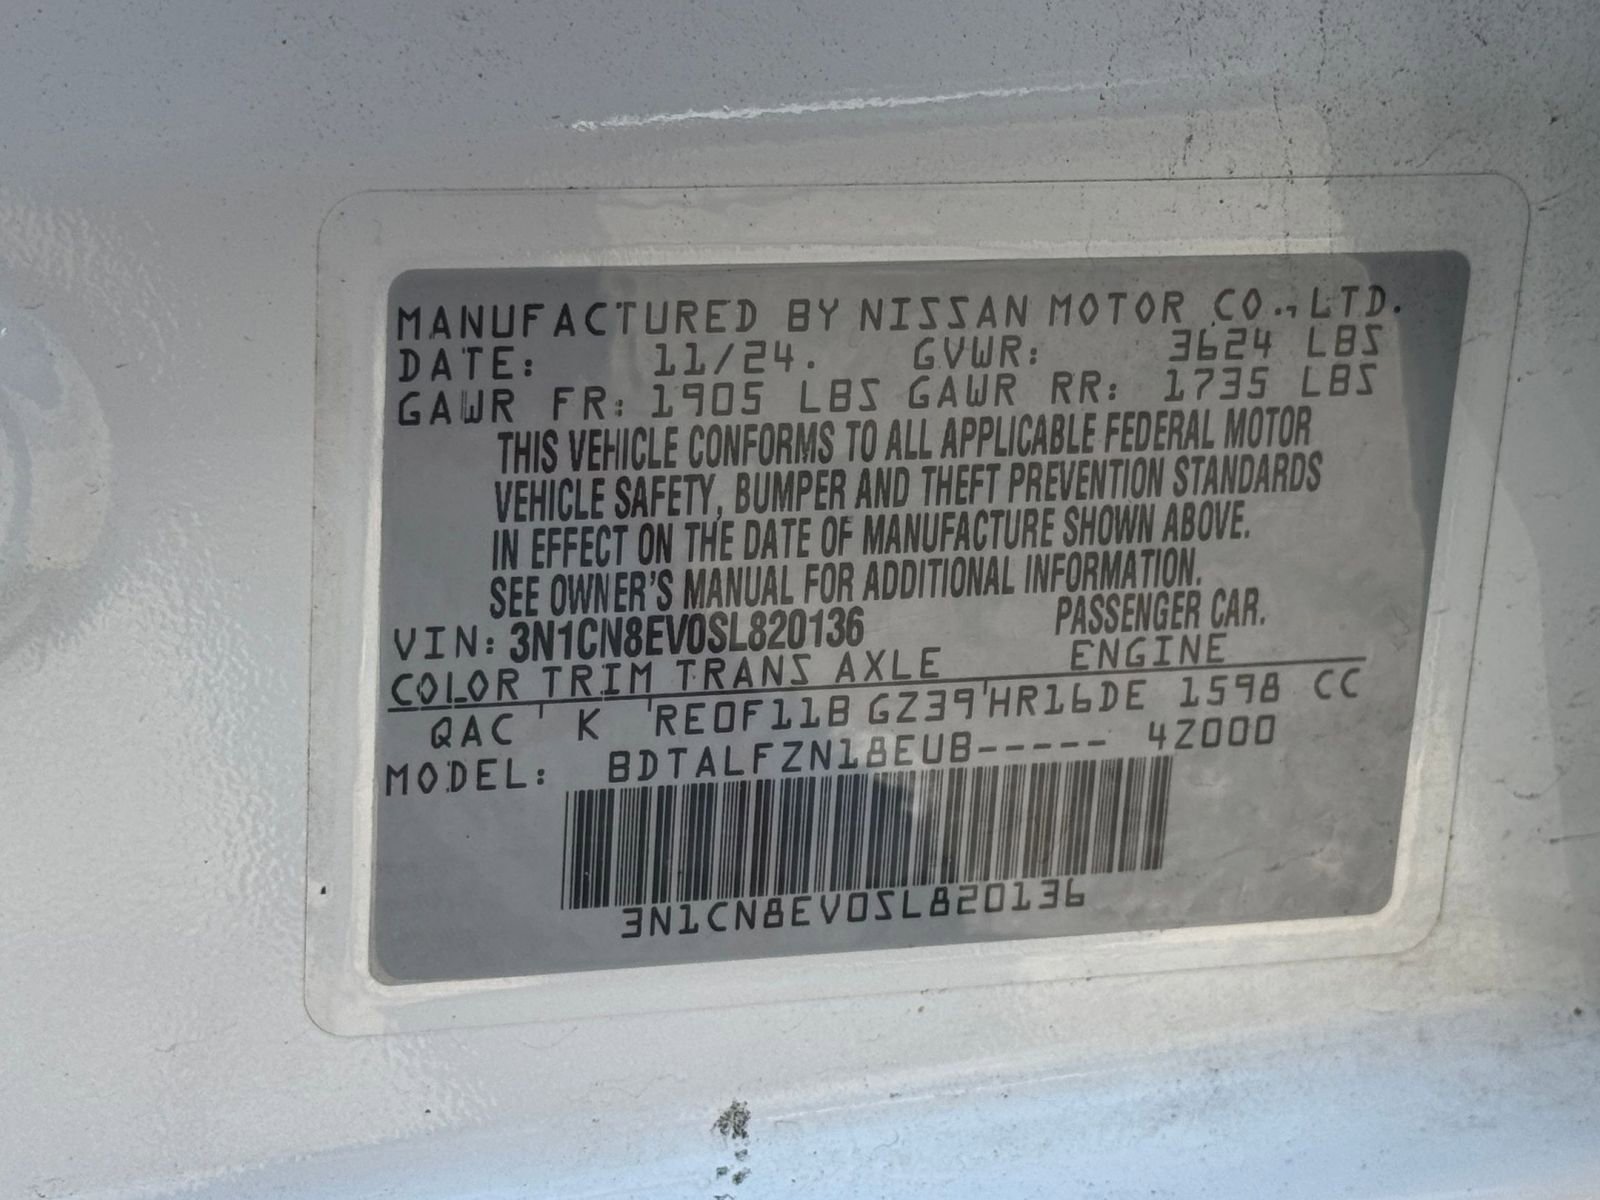 MANUFACTURED BY NISSAN MOTOR CO., LTD.
DATE: 11/24. GVWR: 3624 LBS
GAWR FR: 1905 LBS GAWR RR: 1735 LBS
THIS VEHICLE CONFORMS TO ALL APPLICABLE FEDERAL MOTOR
VEHICLE SAFETY, BUMPER AND THEFT PREVENTION STANDARDS
IN EFFECT ON THE DATE OF MANUFACTURE SHOWN ABOVE.
SEE OWNER'S MANUAL FOR ADDITIONAL INFORMATION.
VIN: 3N1CN8EV0SL820136 PASSENGER CAR.
COLOR TRIM TRANS AXLE ENGINE
QAC K RE0F11B GZ39 HR16DE 1598 CC
MODEL: BDTALFZN18EUB----- 4Z000
3N1CN8EV0SL820136